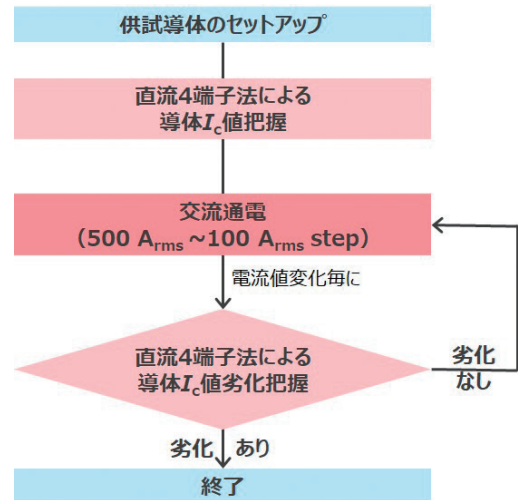 供試導体のセットアップ
直流4端子法による
導体Ic値把握
交流通電
（500 Arms ~100 Arms step）
電流値変化毎に
直流4端子法による
導体Ic値劣化把握
劣化
なし
劣化 あり
終了